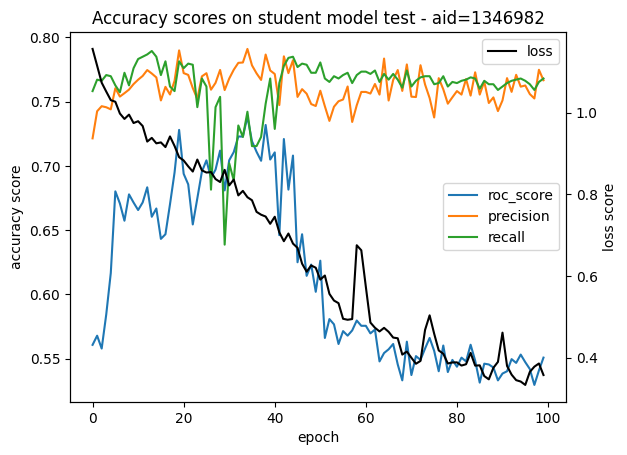 Accuracy scores on student model test - aid=1346982
accuracy score
0.80
0.75
0.70
0.65
0.60
0.55
loss
roc_score
precision
recall
1.0
0.8
0.6
0.4
loss score
0
20
40
60
80
100
epoch